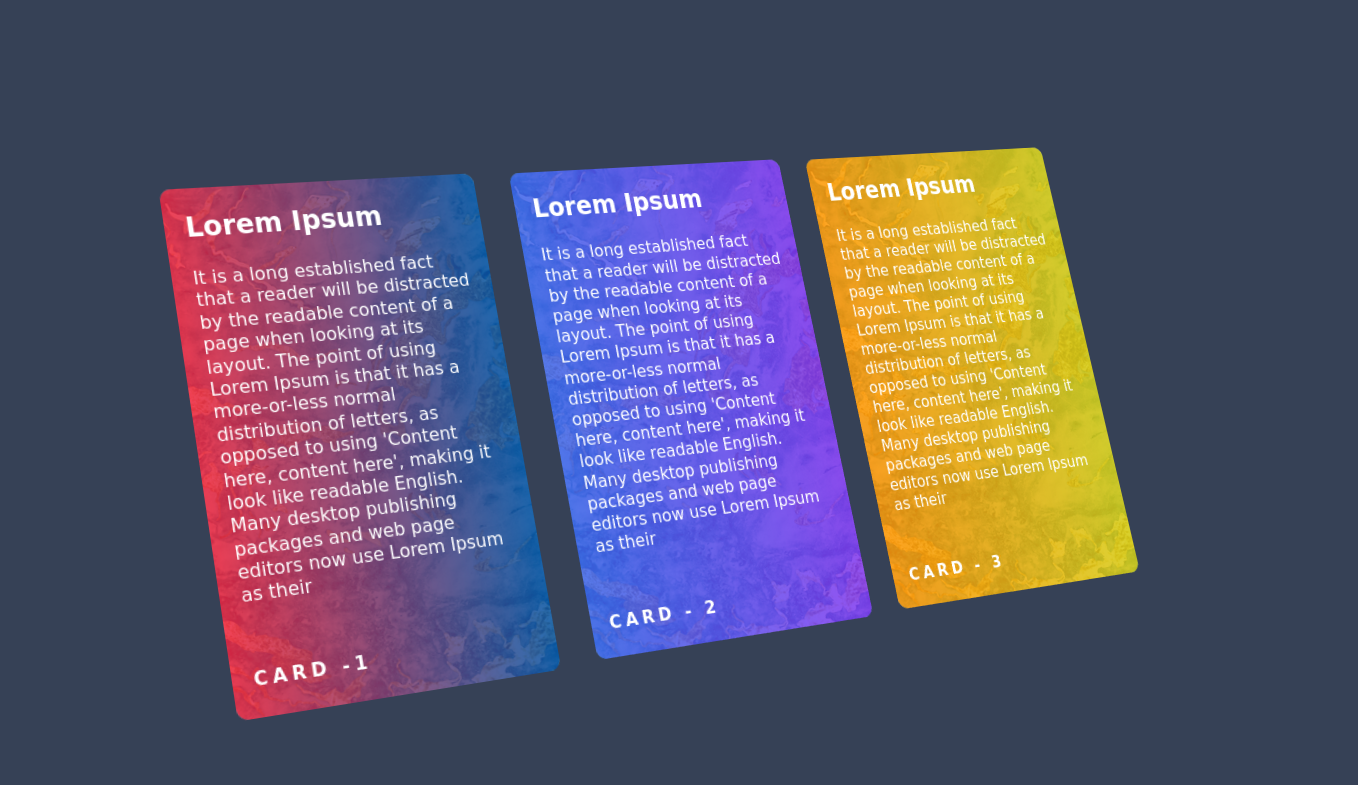 Lorem Ipsum
It is a long established fact
that a reader will be distracted
by the readable content of a
page when looking at its
layout. The point of using
Lorem Ipsum is that it has a
more-or-less normal
distribution of letters, as
opposed to using 'Content
here, content here', making it
look like readable English.
Many desktop publishing
packages and web page
editors now use Lorem Ipsum
as their
CARD -1
Lorem Ipsum
It is a long established fact
that a reader will be distracted
by the readable content of a
page when looking at its
layout. The point of using
Lorem Ipsum is that it has a
more-or-less normal
distribution of letters, as
opposed to using 'Content
here, content here', making it
look like readable English.
Many desktop publishing
packages and web page
editors now use Lorem Ipsum
as their
CARD - 2
Lorem Ipsum
It is a long established fact
that a reader will be distracted
by the readable content of a
page when looking at its
layout. The point of using
Lorem Ipsum is that it has a
more-or-less normal
distribution of letters, as
opposed to using 'Content
here, content here', making it
look like readable English.
Many desktop publishing
packages and web page
editors now use Lorem Ipsum
as their
CARD - 3